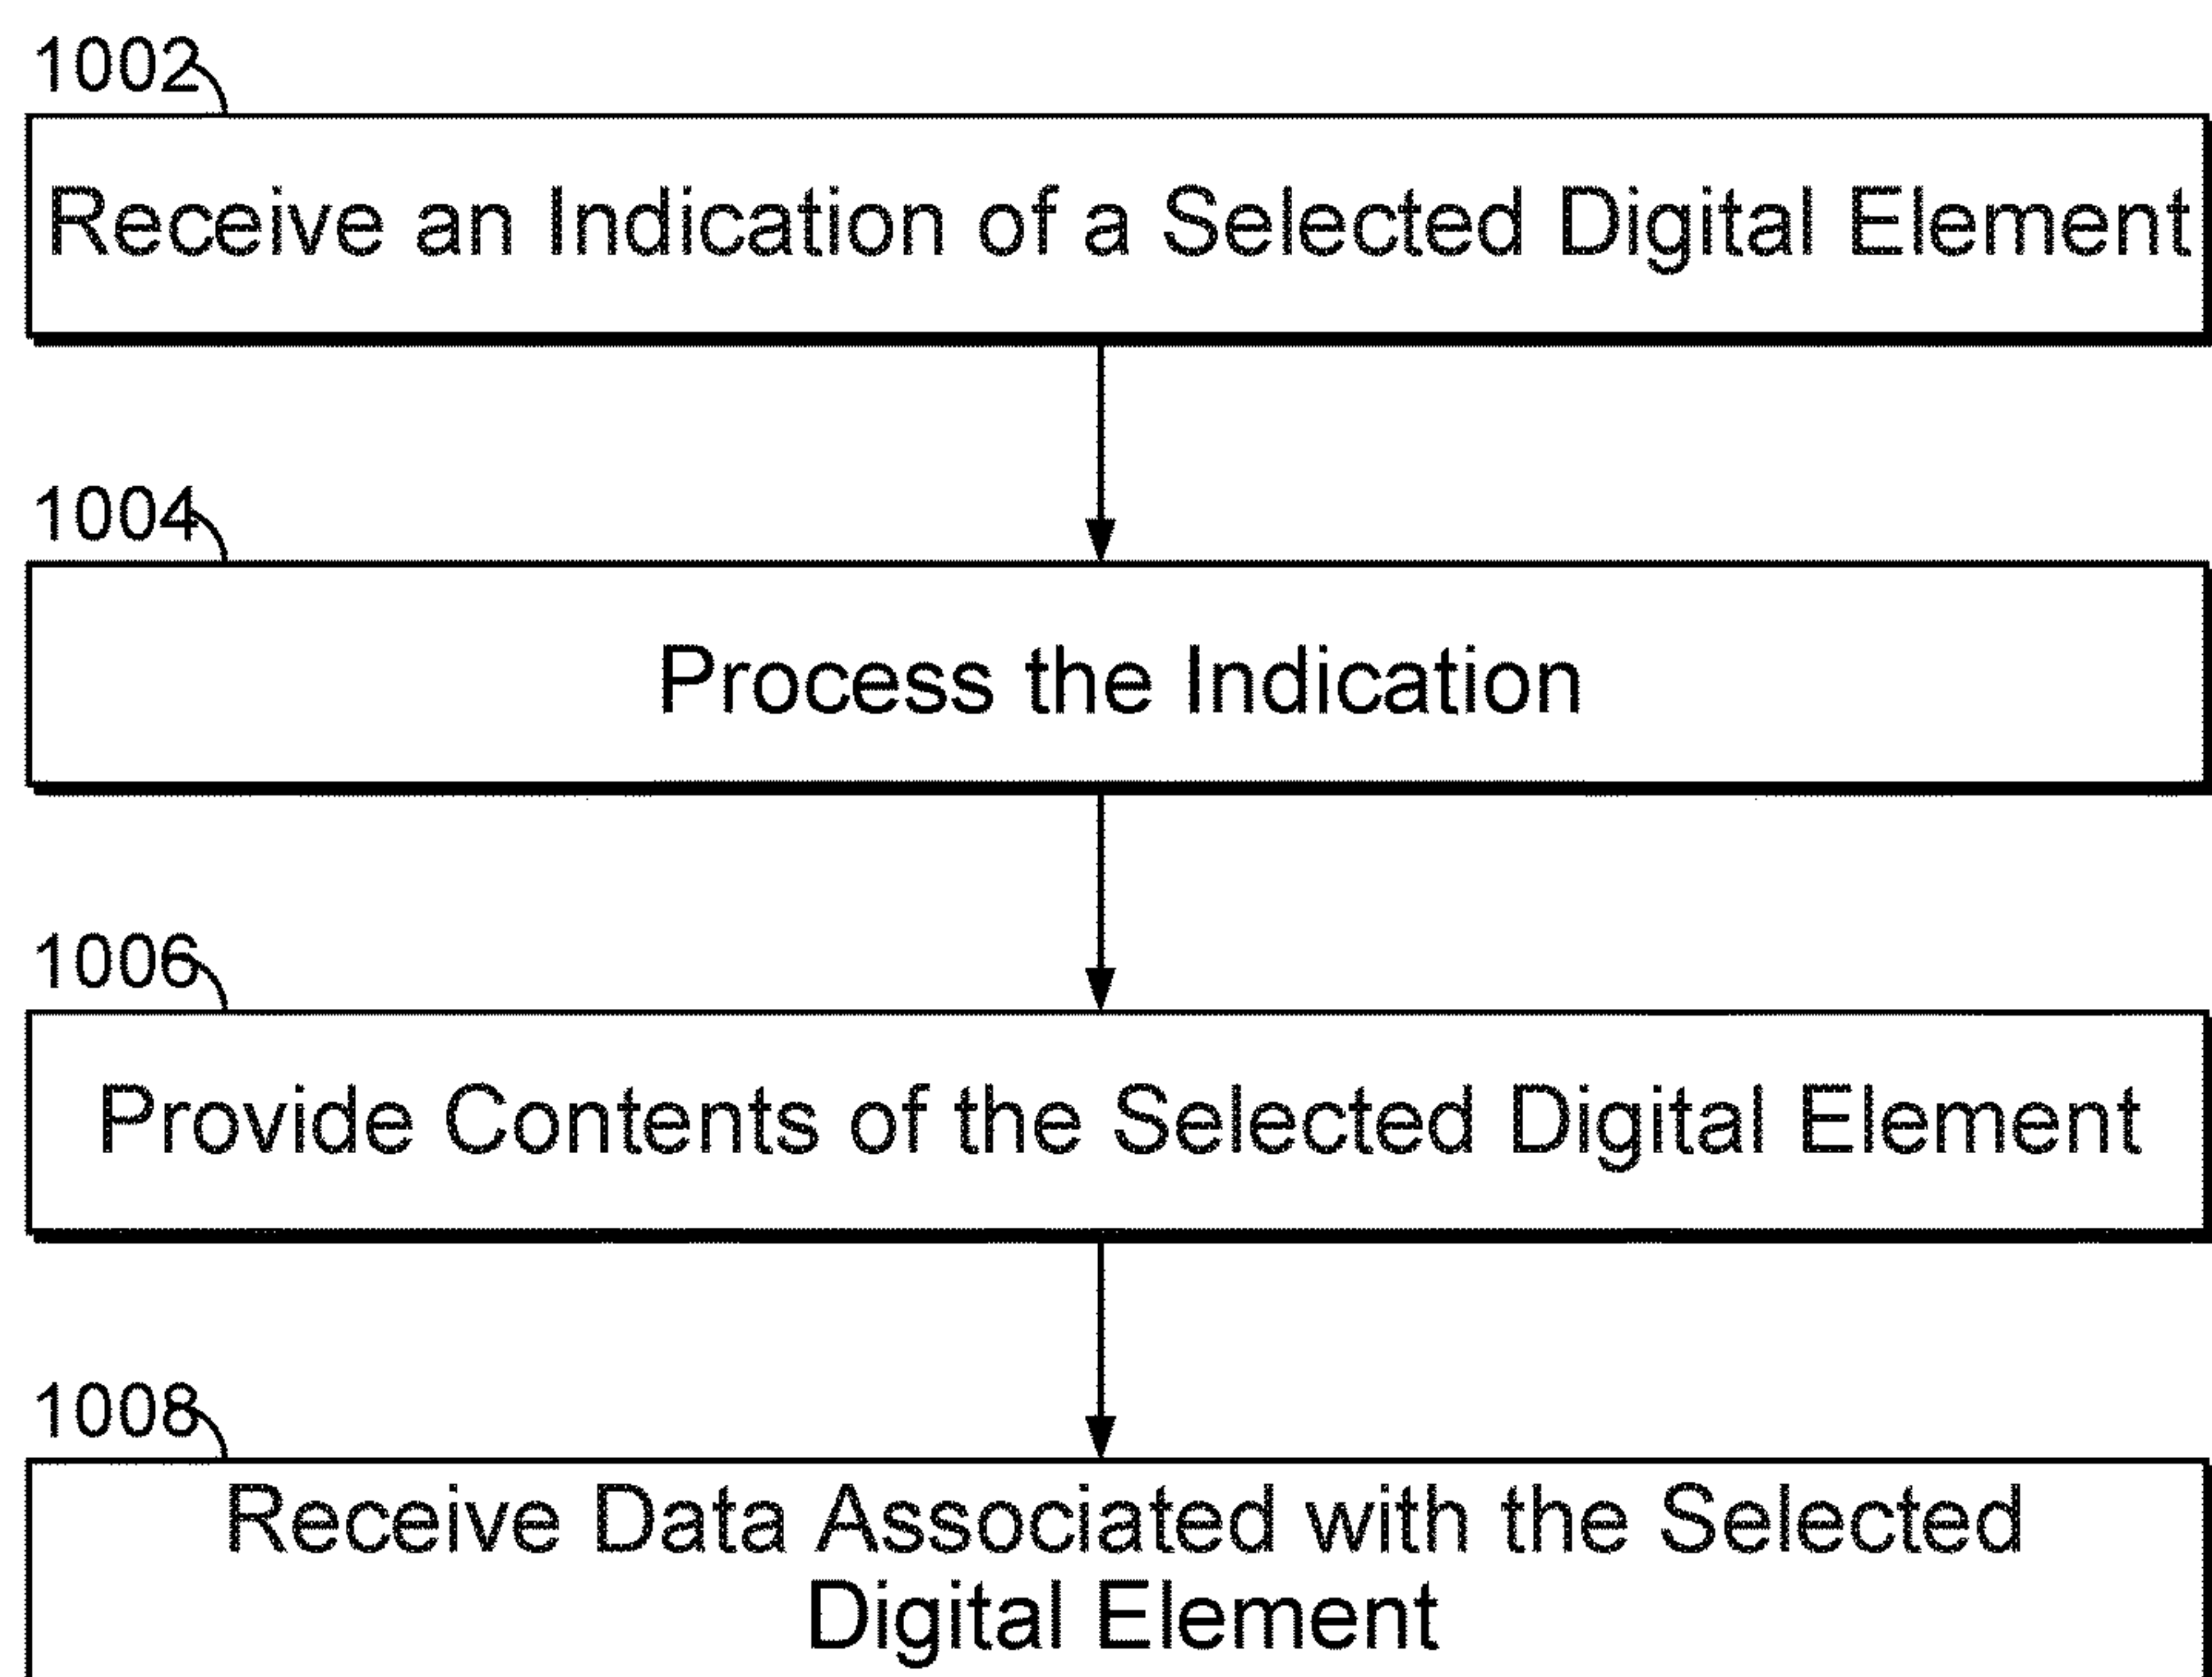 1002
Receive an Indication of a Selected Digital Element
1004
Process the Indication
1006
Provide Contents of the Selected Digital Element
1008
Receive Data Associated with the Selected
Digital Element